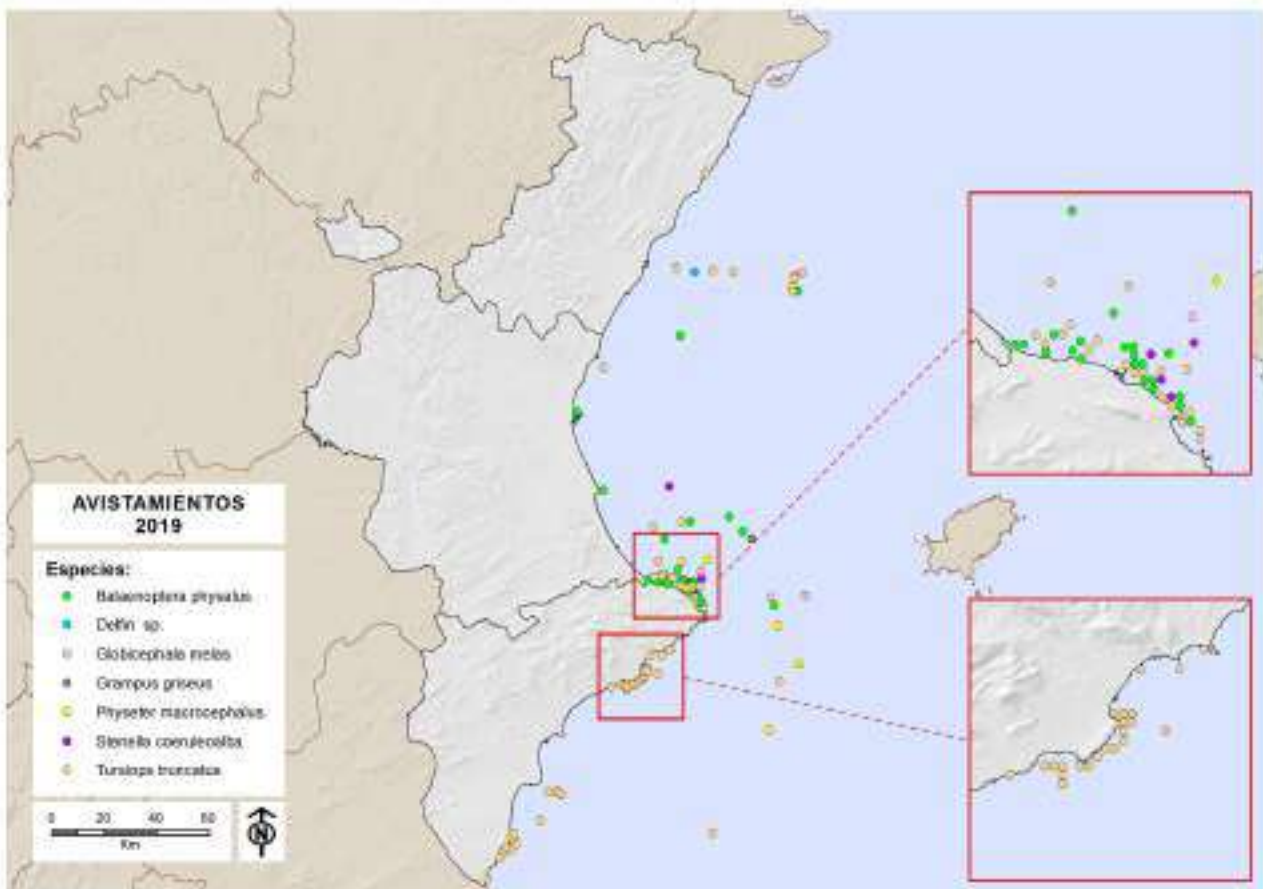 AVISTAMIENTOS
2019
Especies:
Balaenoptera physalus
Delfín sp.
Globicephala melas
Grampus griseus
Physeter macrocephalus
Stenella coeruleoalba
Tursiops truncatus
0 20 40 60
Km
N